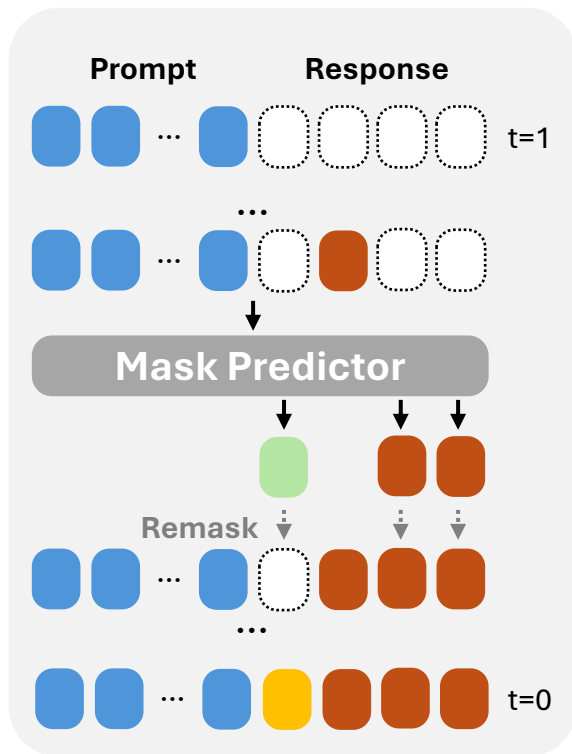 Prompt Response
... t=1
...
...
Mask Predictor
Remask
...
...
... t=0